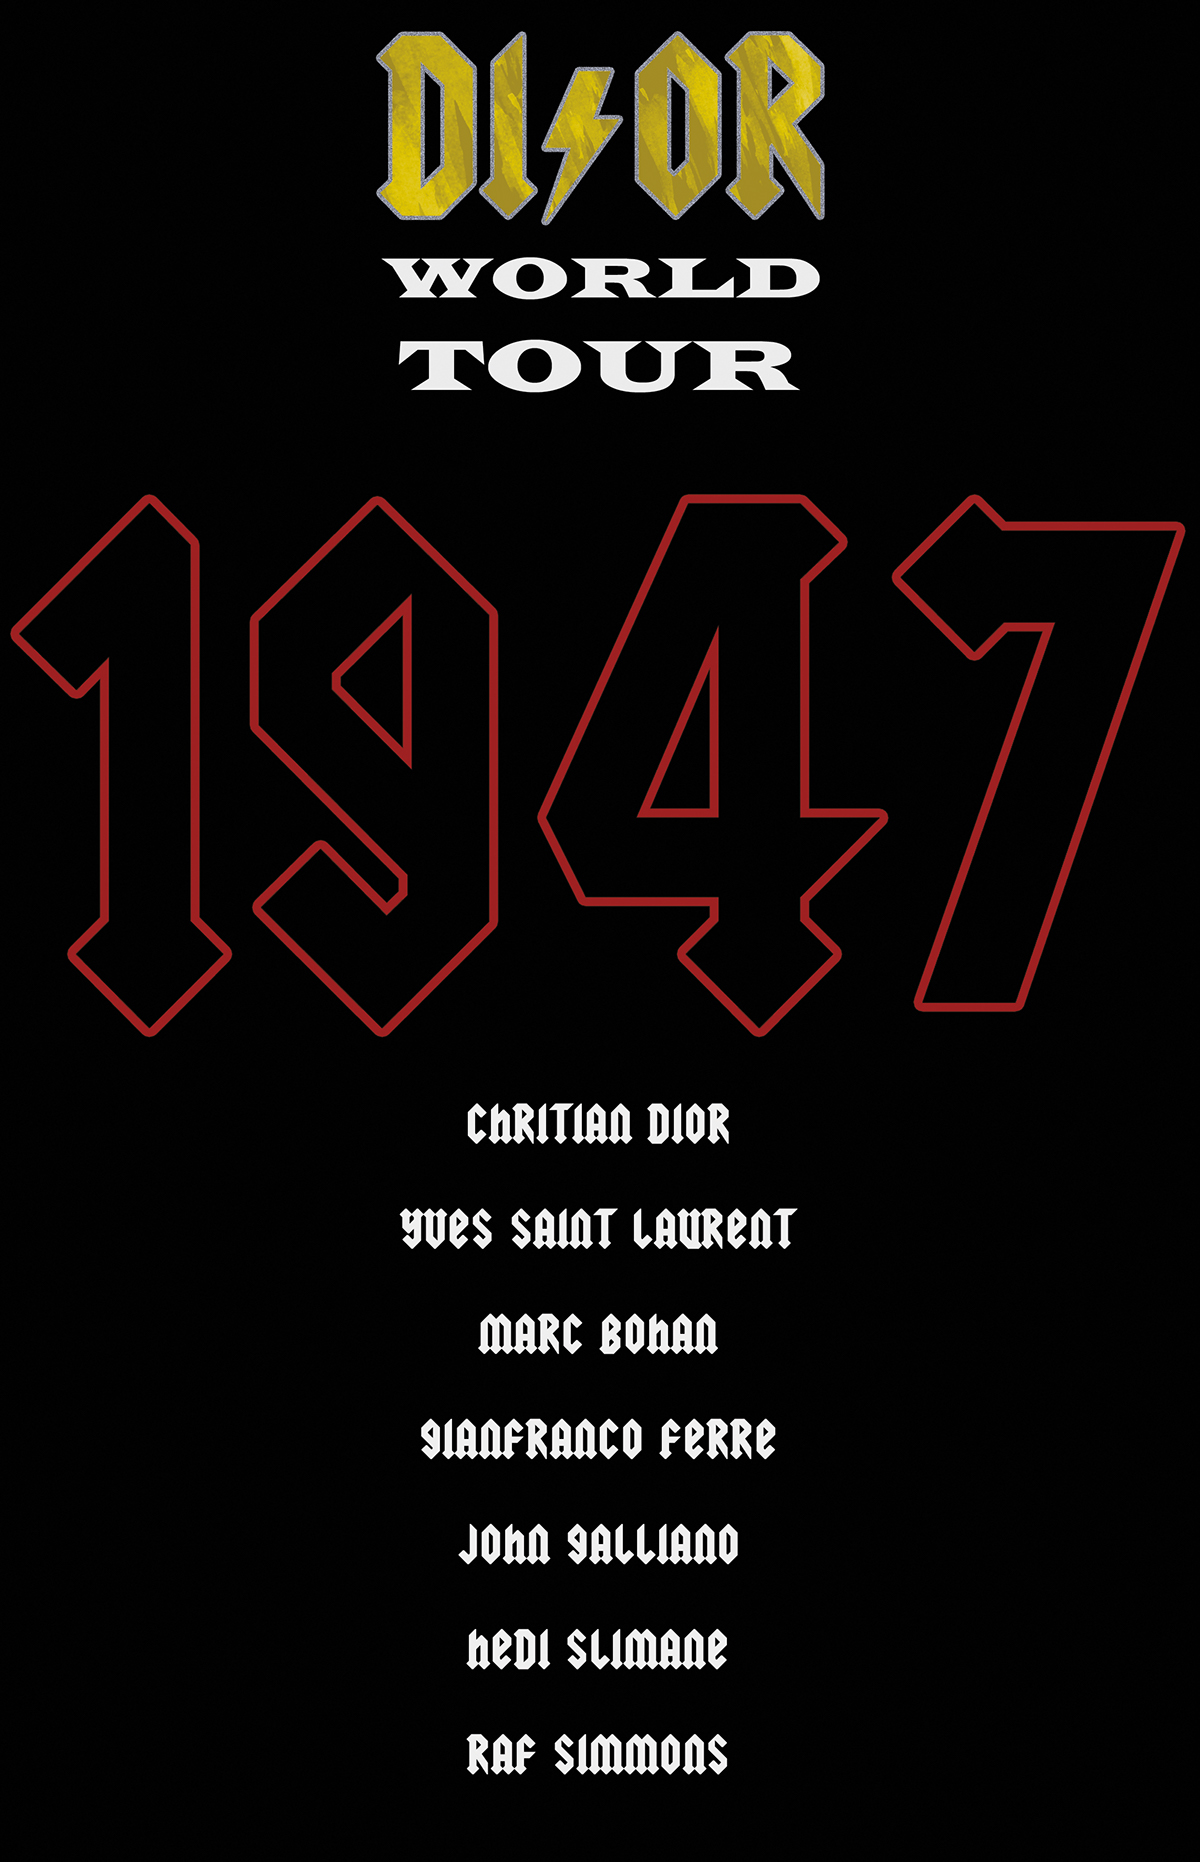 DIOR
WORLD
TOUR
1947
ChRITIAN DIOR
YVeS SAINT LAURenT
MARC BOhAN
gIANFRANCO FeRRe
JOhN gALLIANO
heDI SLIMANe
RAF SIMMONS